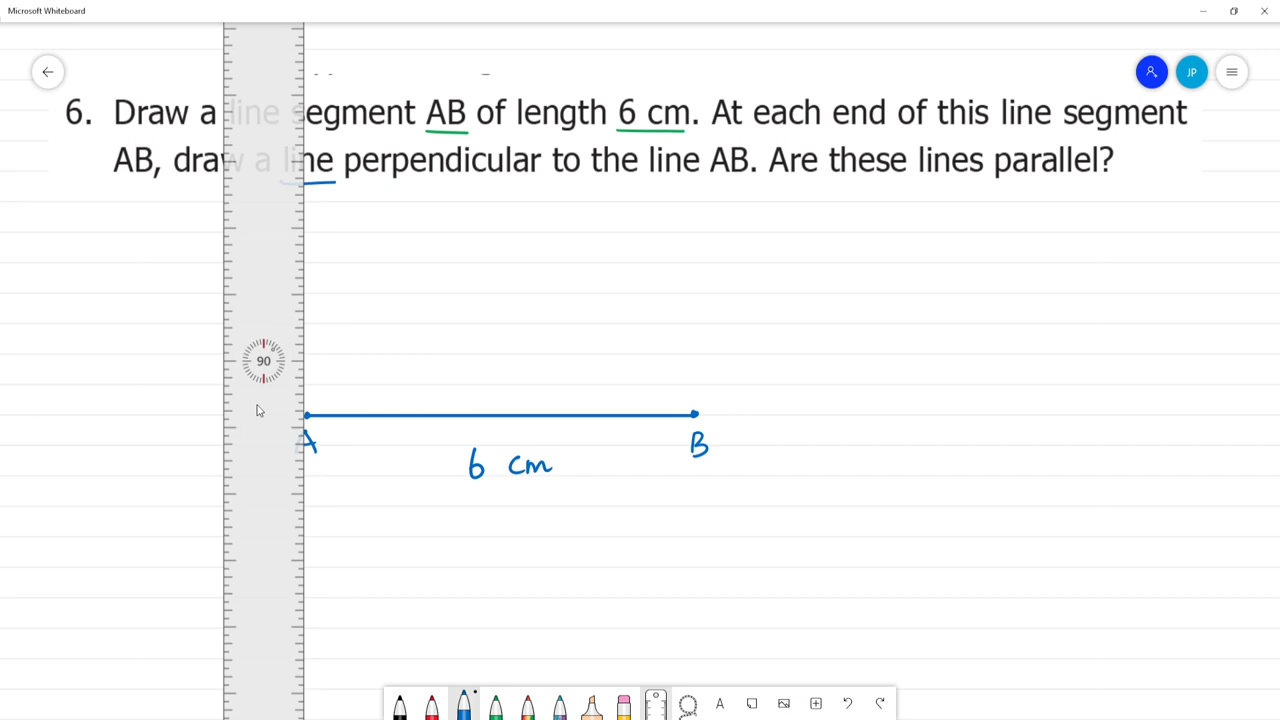 Microsoft Whiteboard
JP
6. Draw a line segment AB of length 6 cm. At each end of this line segment
AB, draw a line perpendicular to the line AB. Are these lines parallel?
90
A
B
6 cm
A